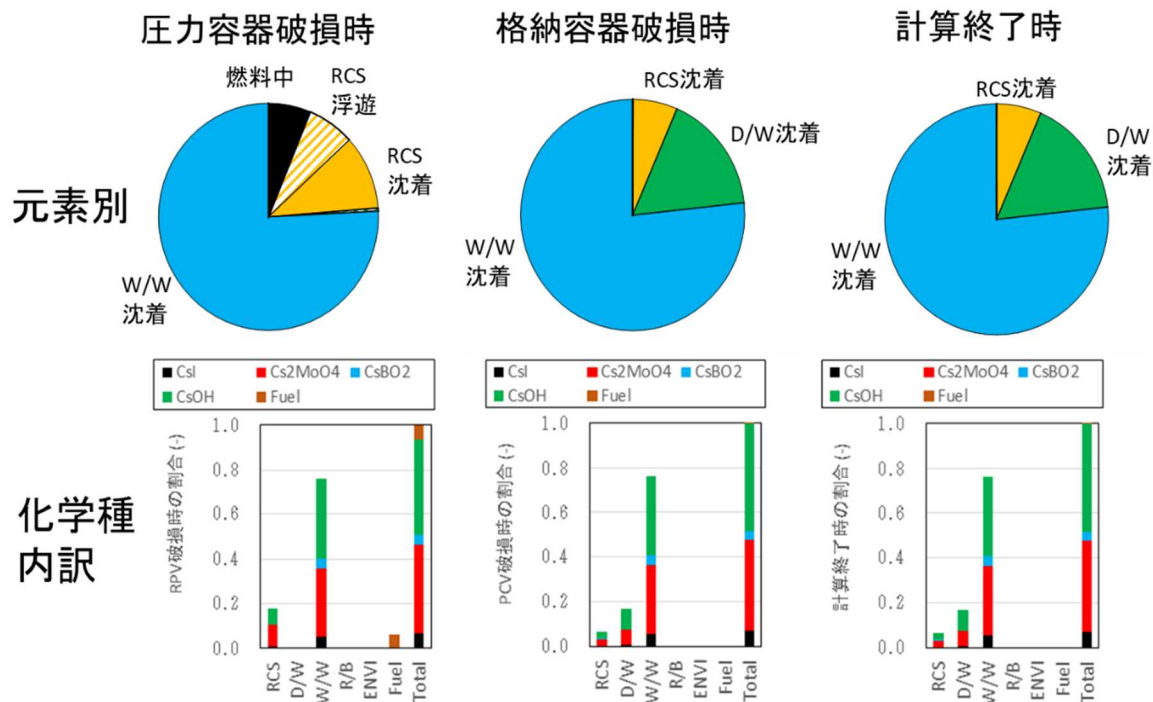 圧力容器破損時
格納容器破損時
計算終了時
元素別
燃料中
RCS
浮遊
RCS
沈着
W/W
沈着
RCS沈着
D/W沈着
W/W
沈着
RCS沈着
D/W
沈着
W/W
沈着
化学種
内訳
CsI
Cs2MoO4
CsBO2
CsOH
Fuel
RPV破損時の割合 (-)
1.0
0.8
0.6
0.4
0.2
0.0
RCS
D/W
W/W
R/B
ENVI
Fuel
Total
CsI
Cs2MoO4
CsBO2
CsOH
Fuel
PCV破損時の割合 (-)
1.0
0.8
0.6
0.4
0.2
0.0
RCS
D/W
W/W
R/B
ENVI
Fuel
Total
CsI
Cs2MoO4
CsBO2
CsOH
Fuel
計算終了時の割合 (-)
1.0
0.8
0.6
0.4
0.2
0.0
RCS
D/W
W/W
R/B
ENVI
Fuel
Total